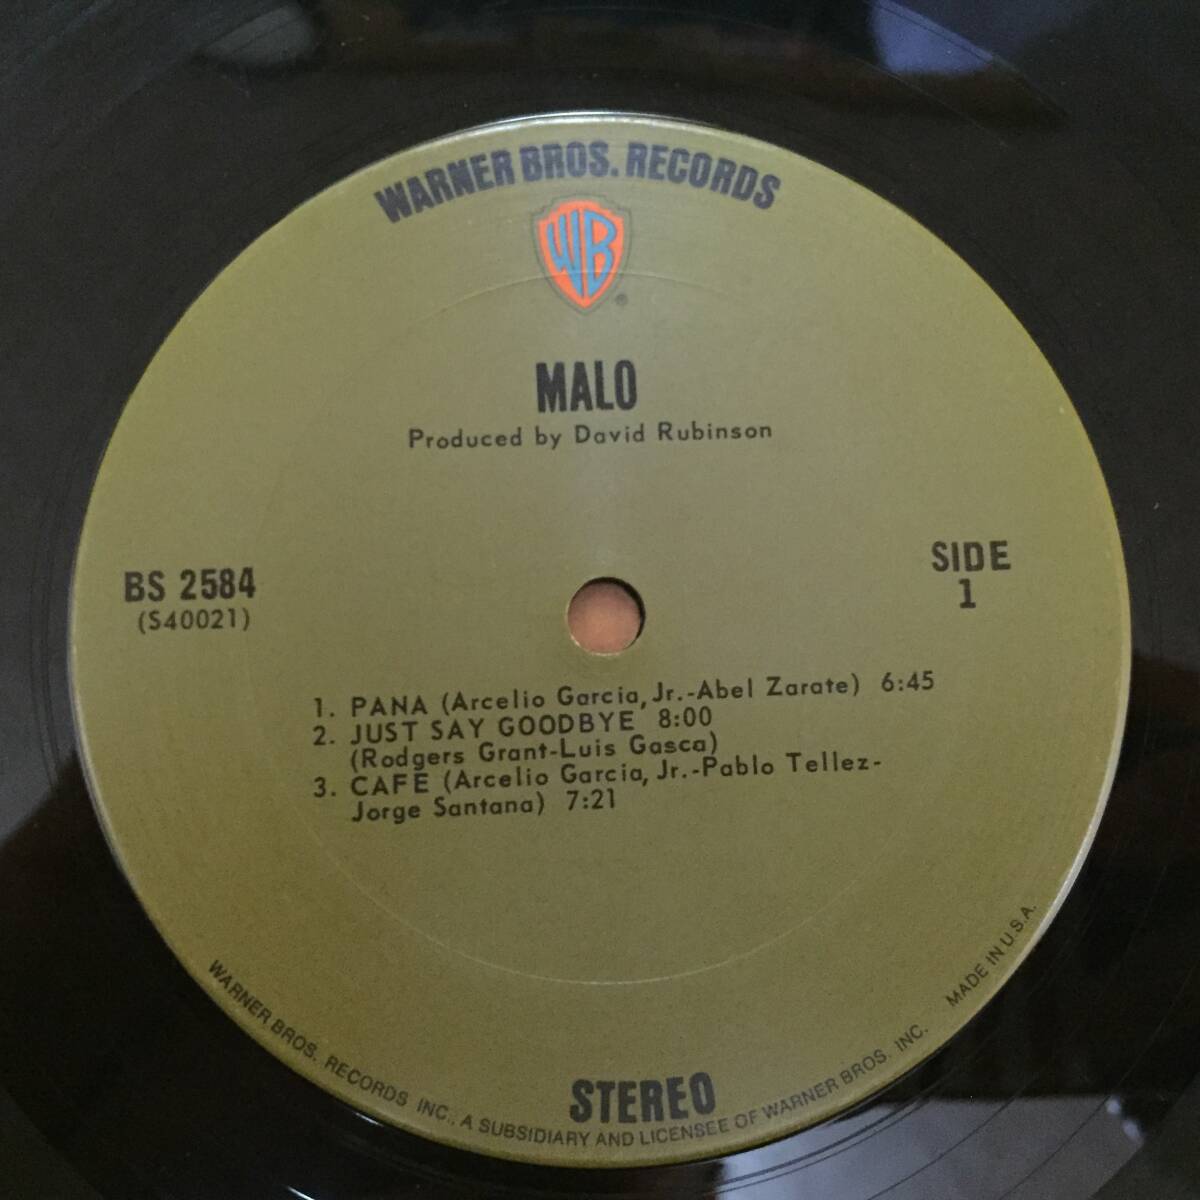 WARNER BROS. RECORDS
WB
®
MALO
Produced by David Rubinson
BS 2584
(S40021)
SIDE
1
1. PANA (Arcelio Garcia, Jr.-Abel Zarate) 6:45
2. JUST SAY GOODBYE 8:00
(Rodgers Grant-Luis Gasca)
3. CAFE (Arcelio Garcia, Jr.-Pablo Tellez-
Jorge Santana) 7:21
STEREO
WARNER BROS. RECORDS INC., A SUBSIDIARY AND LICENSEE OF WARNER BROS. INC. MADE IN U.S.A.